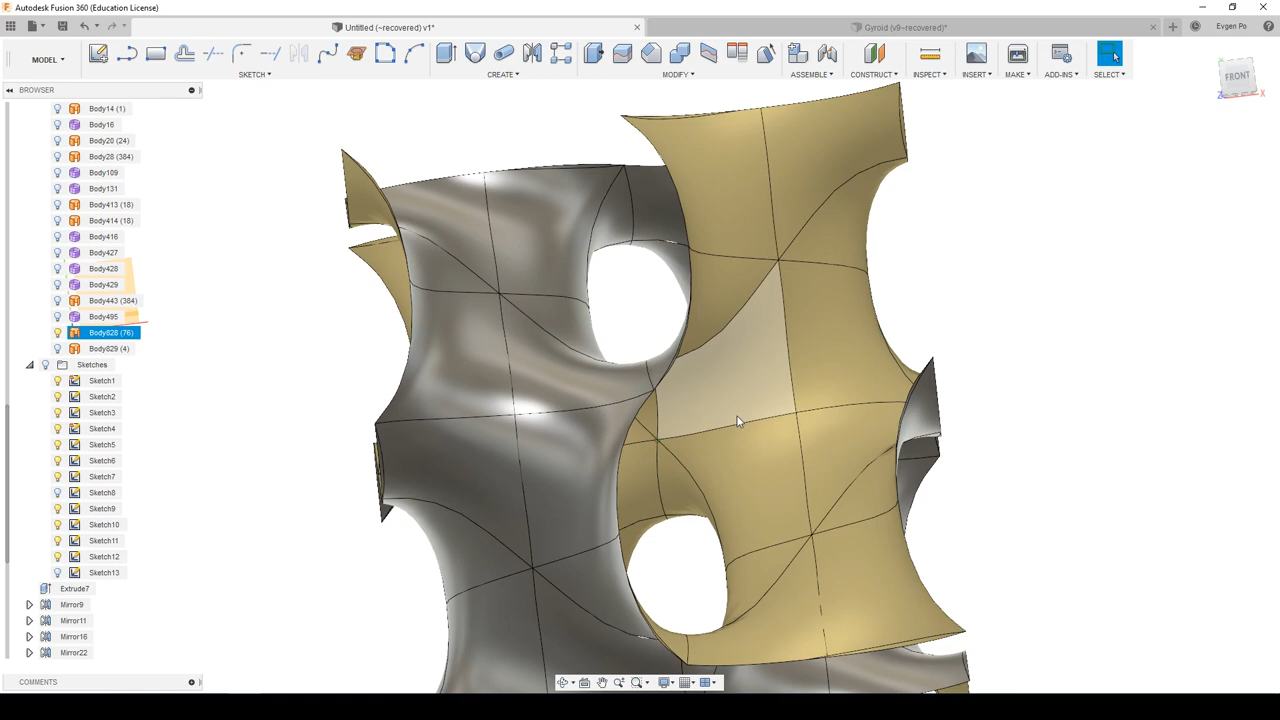 Autodesk Fusion 360 (Education License)
Untitled (~recovered) v1*
Gyroid (v9~recovered)*
Evgen Po
MODEL
SKETCH
CREATE
MODIFY
ASSEMBLE
CONSTRUCT
INSPECT
INSERT
MAKE
ADD-INS
SELECT
FRONT
Z
X
BROWSER
Body14 (1)
Body16
Body20 (24)
Body28 (384)
Body109
Body131
Body413 (18)
Body414 (18)
Body416
Body427
Body428
Body429
Body443 (384)
Body495
Body828 (76)
Body829 (4)
Sketches
Sketch1
Sketch2
Sketch3
Sketch4
Sketch5
Sketch6
Sketch7
Sketch8
Sketch9
Sketch10
Sketch11
Sketch12
Sketch13
Extrude7
Mirror9
Mirror11
Mirror16
Mirror22
COMMENTS